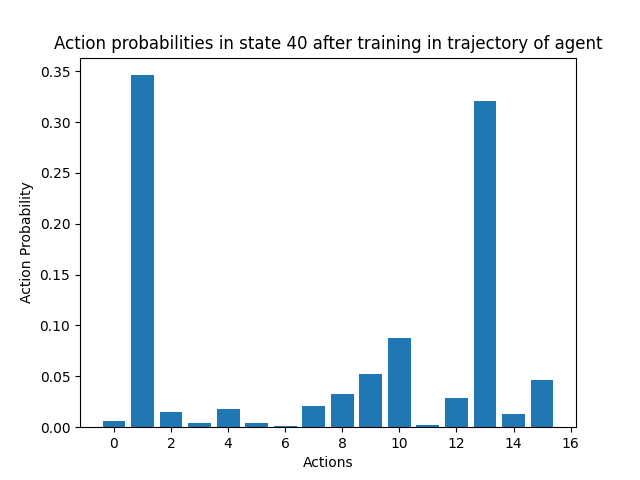 Action probabilities in state 40 after training in trajectory of agent
0.35
0.30
0.25
0.20
0.15
0.10
0.05
0.00
Action Probability
0 2 4 6 8 10 12 14 16
Actions